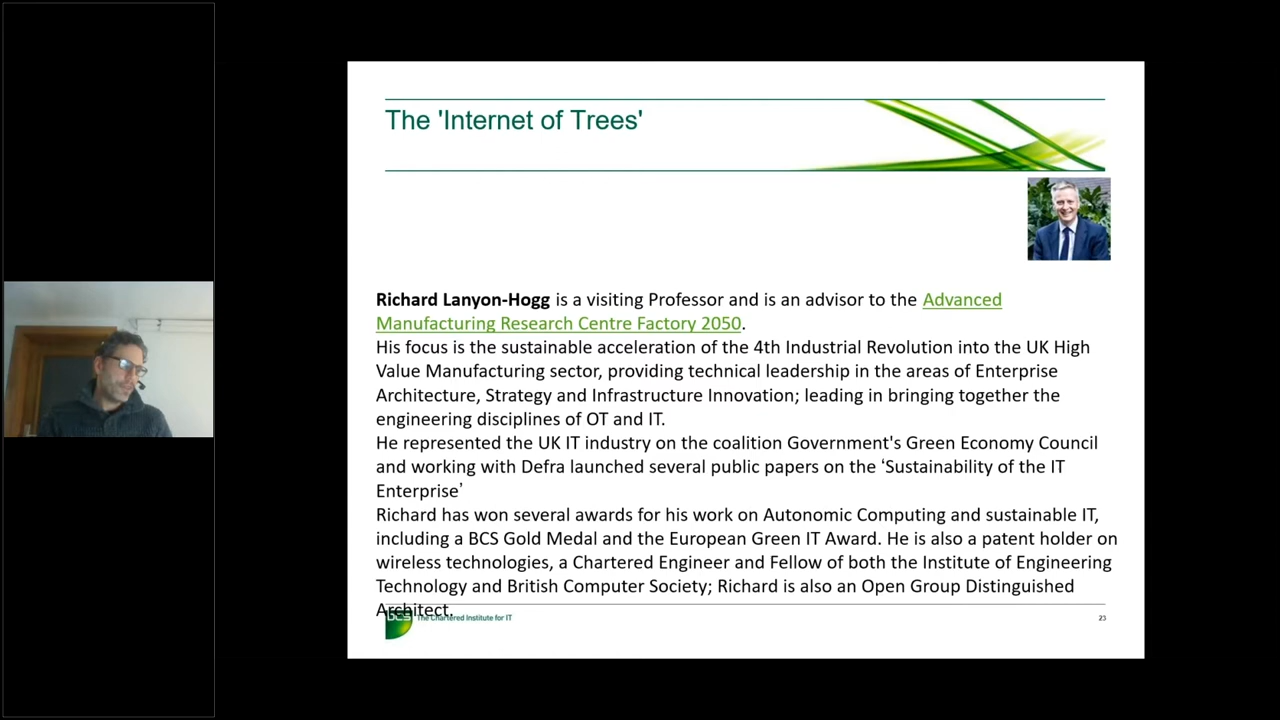 The 'Internet of Trees'
Richard Lanyon-Hogg is a visiting Professor and is an advisor to the Advanced
Manufacturing Research Centre Factory 2050.
His focus is the sustainable acceleration of the 4th Industrial Revolution into the UK High
Value Manufacturing sector, providing technical leadership in the areas of Enterprise
Architecture, Strategy and Infrastructure Innovation; leading in bringing together the
engineering disciplines of OT and IT.
He represented the UK IT industry on the coalition Government's Green Economy Council
and working with Defra launched several public papers on the ‘Sustainability of the IT
Enterprise’
Richard has won several awards for his work on Autonomic Computing and sustainable IT,
including a BCS Gold Medal and the European Green IT Award. He is also a patent holder on
wireless technologies, a Chartered Engineer and Fellow of both the Institute of Engineering
Technology and British Computer Society; Richard is also an Open Group Distinguished
Architect.
bcs The Chartered Institute for IT
23